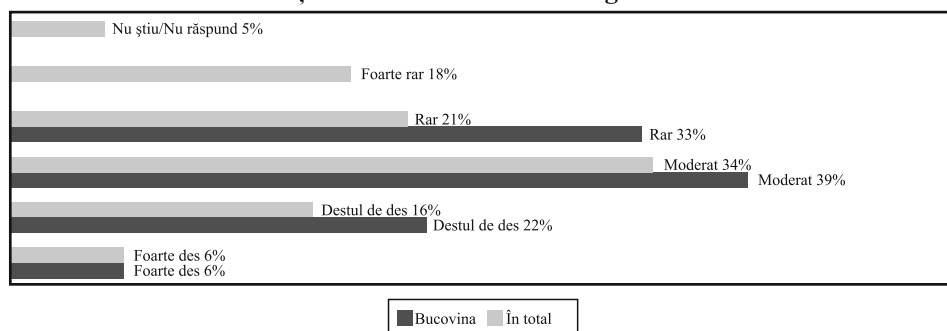 Nu ştiu/Nu răspund 5%
Foarte rar 18%
Rar 21%
Rar 33%
Moderat 34%
Moderat 39%
Destul de des 16%
Destul de des 22%
Foarte des 6%
Foarte des 6%
Bucovina În total